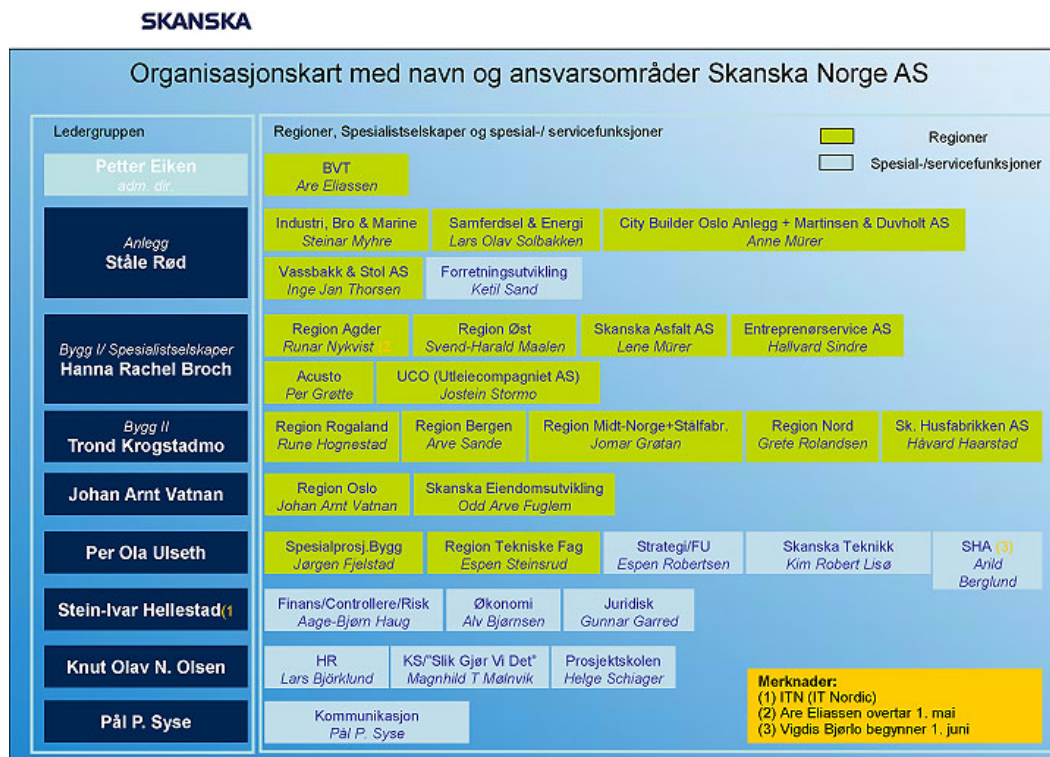 SKANSKA
Organisasjonskart med navn og ansvarsområder Skanska Norge AS
Ledergruppen
Regioner, Spesialistselskaper og spesial-/ servicefunksjoner
Regioner
Spesial-/servicefunksjoner
Petter Eiken
adm. dir.
BVT
Are Eliassen
Anlegg
Ståle Rød
Industri, Bro & Marine
Steinar Myhre
Samferdsel & Energi
Lars Olav Solbakken
City Builder Oslo Anlegg + Martinsen & Duvholt AS
Anne Mürer
Vassbakk & Stol AS
Inge Jan Thorsen
Forretningsutvikling
Ketil Sand
Bygg I/ Spesialistselskaper
Hanna Rachel Broch
Region Agder
Runar Nykvist (2
Region Øst
Svend-Harald Maalen
Skanska Asfalt AS
Lene Mürer
Entreprenørservice AS
Hallvard Sindre
Acusto
Per Grøtte
UCO (Utleiecompagniet AS)
Jostein Stormo
Bygg II
Trond Krogstadmo
Region Rogaland
Rune Hognestad
Region Bergen
Arve Sande
Region Midt-Norge+Stålfabr.
Jomar Grøtan
Region Nord
Grete Rolandsen
Sk. Husfabrikken AS
Håvard Haarstad
Johan Arnt Vatnan
Region Oslo
Johan Arnt Vatnan
Skanska Eiendomsutvikling
Odd Arve Fuglem
Per Ola Ulseth
Spesialprosj.Bygg
Jørgen Fjelstad
Region Tekniske Fag
Espen Steinsrud
Strategi/FU
Espen Robertsen
Skanska Teknikk
Kim Robert Lisø
SHA (3)
Arild
Berglund
Stein-Ivar Hellestad(1
Finans/Controllere/Risk
Aage-Bjørn Haug
Økonomi
Alv Bjørnsen
Juridisk
Gunnar Garred
Knut Olav N. Olsen
HR
Lars Björklund
KS/"Slik Gjør Vi Det"
Magnhild T Mølnvik
Prosjektskolen
Helge Schiager
Pål P. Syse
Kommunikasjon
Pål P. Syse
Merknader:
(1) ITN (IT Nordic)
(2) Are Eliassen overtar 1. mai
(3) Vigdis Bjørlo begynner 1. juni